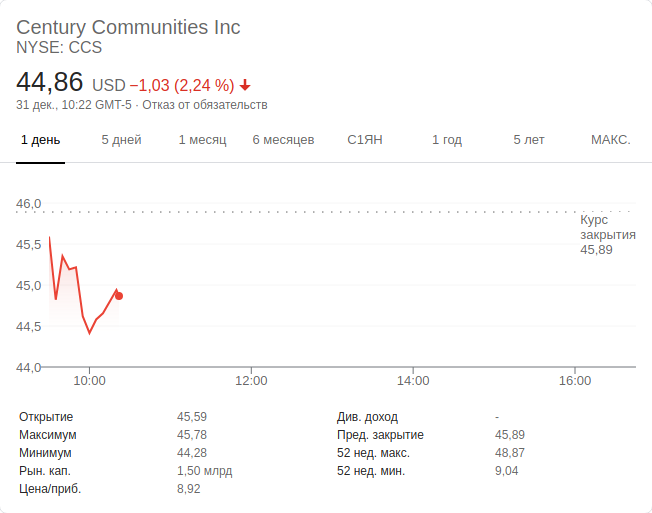 Century Communities Inc
NYSE: CCS
44,86 USD −1,03 (2,24 %)
31 дек., 10:22 GMT-5 · Отказ от обязательств
1 день 5 дней 1 месяц 6 месяцев С1ЯН 1 год 5 лет МАКС.
46,0
Курс
закрытия
45,89
45,5
45,0
44,5
44,0
10:00 12:00 14:00 16:00
Открытие 45,59 Див. доход -
Максимум 45,78 Пред. закрытие 45,89
Минимум 44,28 52 нед. макс. 48,87
Рын. кап. 1,50 млрд 52 нед. мин. 9,04
Цена/приб. 8,92